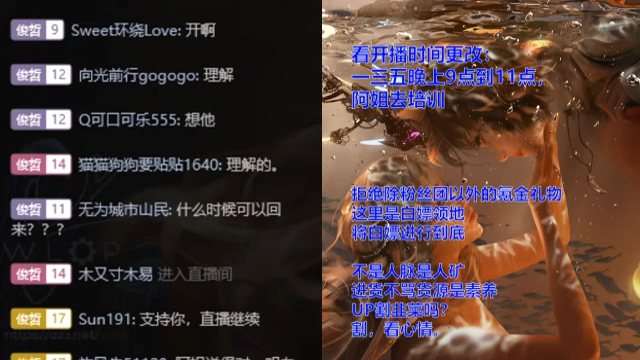 俊哲 9 Sweet环绕Love: 开啊
俊哲 12 向光前行gogogo: 理解
俊哲 12 Q可口可乐555: 想他
俊哲 14 猫猫狗狗要贴贴1640: 理解的。
俊哲 11 无为城市山民: 什么时候可以回
来？？？
俊哲 14 木又寸木易 进入直播间
俊哲 17 Sun191: 支持你，直播继续
看开播时间更改：
一三五晚上9点到11点，
阿姐去培训
拒绝除粉丝团以外的氪金礼物
这里是白嫖领地
将白嫖进行到底
不是人脉是人矿
进货不骂货源是素养
UP割韭菜吗？
割，看心情。
WLOP